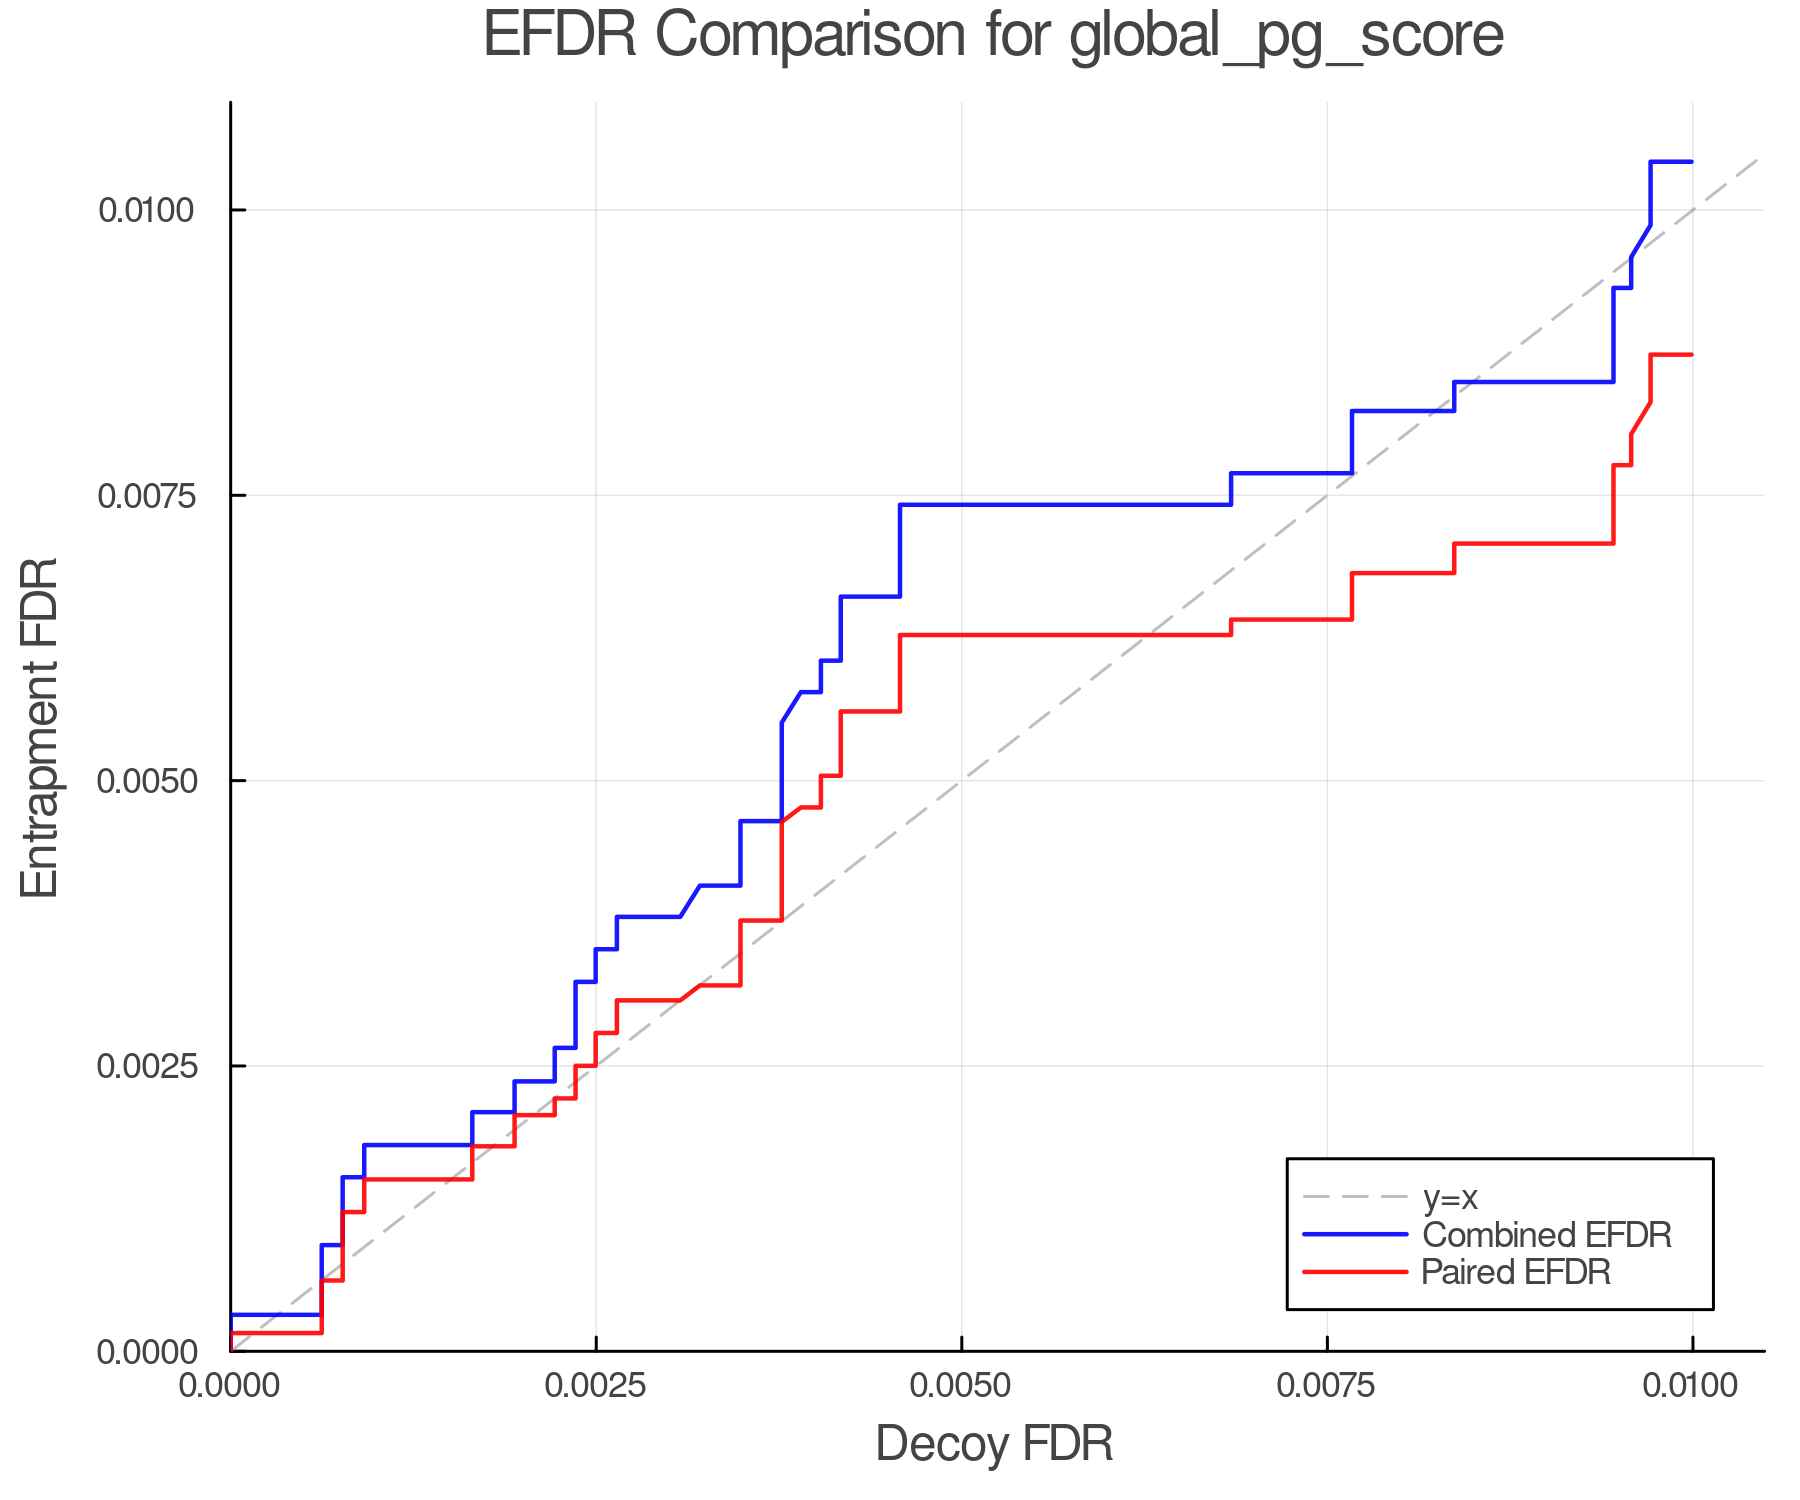 EFDR Comparison for global_pg_score
Entrapment FDR
0.0100
0.0075
0.0050
0.0025
0.0000
0.0000 0.0025 0.0050 0.0075 0.0100
Decoy FDR
y=x
Combined EFDR
Paired EFDR